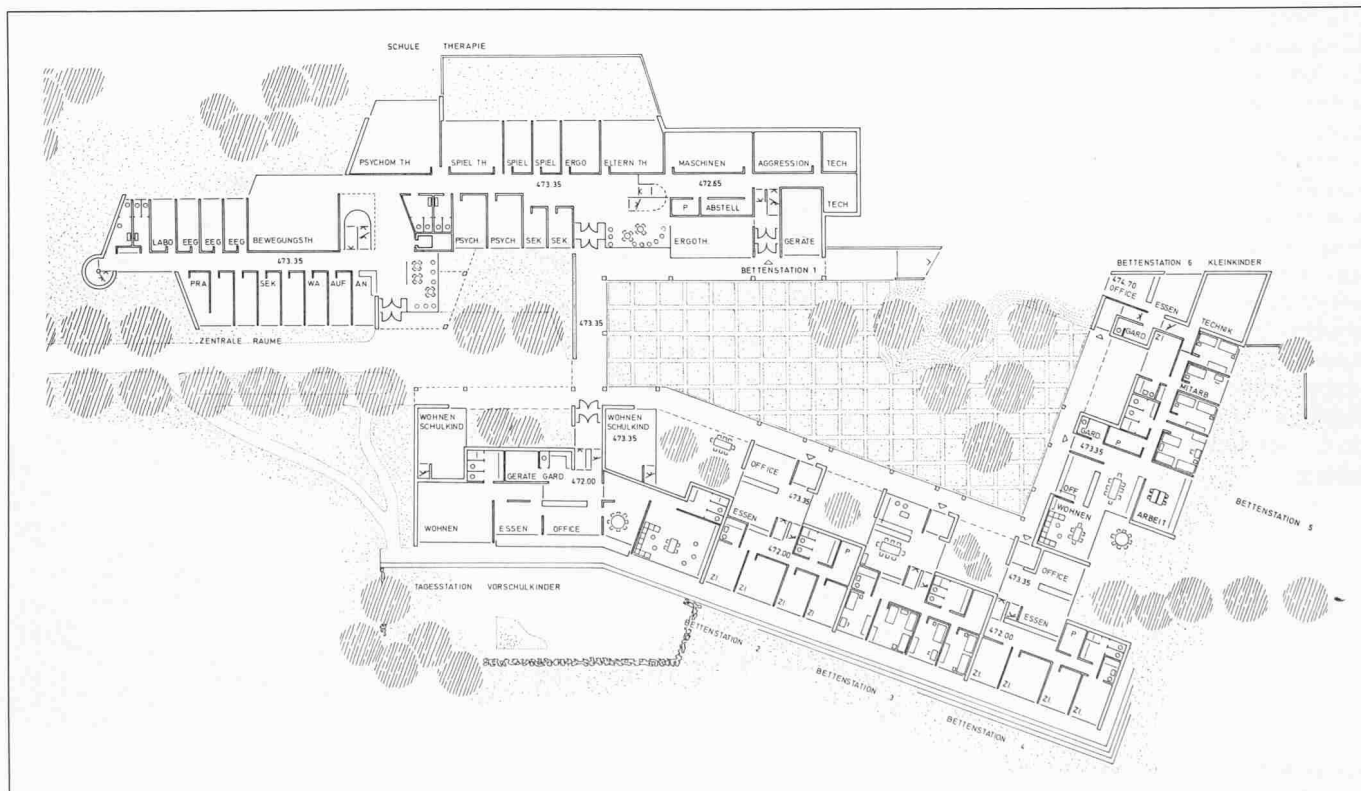 SCHULE THERAPIE
PSYCHOM TH
SPIEL TH
SPIEL
SPIEL
ERGO
ELTERN TH
MASCHINEN
AGGRESSION
TECH
473.35
472.65
TECH
P
ABSTELL
LABO
EEG
EEG
EEG
BEWEGUNGSTH
PSYCH.
PSYCH
SEK
SEK
ERGOTH.
GERÄTE
473.35
BETTENSTATION 1
PRA
SEK
WA
AUF
AN
ZENTRALE RÄUME
473.35
BETTENSTATION 6 KLEINKINDER
474.70
OFFICE
ESSEN
TECHNIK
GARD
ZI
MITARB
GARD
P
473.35
OFF
WOHNEN
ARBEIT
BETTENSTATION 5
WOHNEN
SCHULKIND
WOHNEN
SCHULKIND
473.35
GERÄTE GARD.
472.00
WOHNEN
ESSEN
OFFICE
OFFICE
473.35
ESSEN
472.00
P
ZI.
ZI.
ZI.
ZI.
OFFICE
473.35
ESSEN
472.00
P
ZI.
ZI.
ZI.
ZI.
TAGESSTATION VORSCHULKINDER
BETTENSTATION 2
BETTENSTATION 3
BETTENSTATION 4